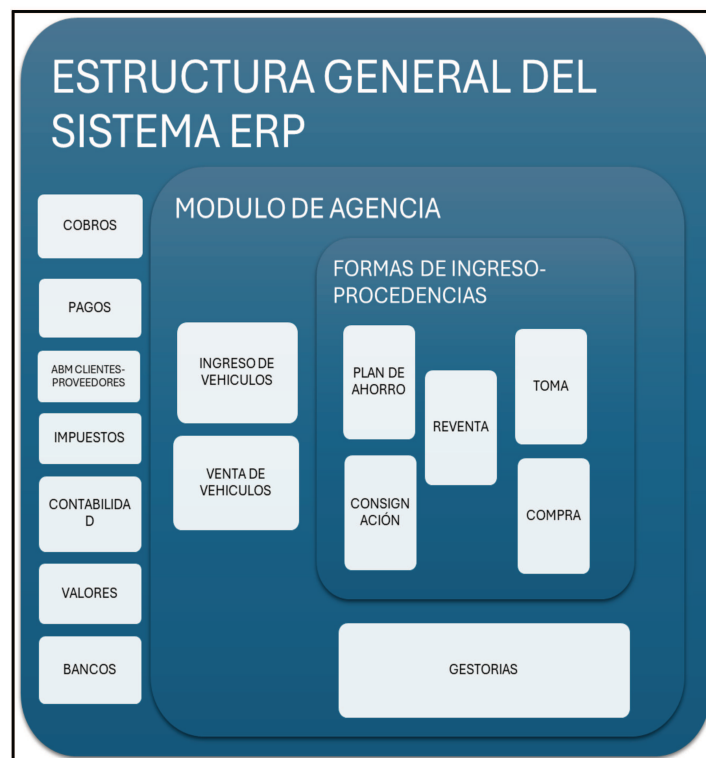 ESTRUCTURA GENERAL DEL
SISTEMA ERP
COBROS
PAGOS
ABM CLIENTES-
PROVEEDORES
IMPUESTOS
CONTABILIDA
D
VALORES
BANCOS
MODULO DE AGENCIA
INGRESO DE
VEHICULOS
VENTA DE
VEHICULOS
FORMAS DE INGRESO-
PROCEDENCIAS
PLAN DE
AHORRO
REVENTA
TOMA
CONSIGN
ACIÓN
COMPRA
GESTORIAS